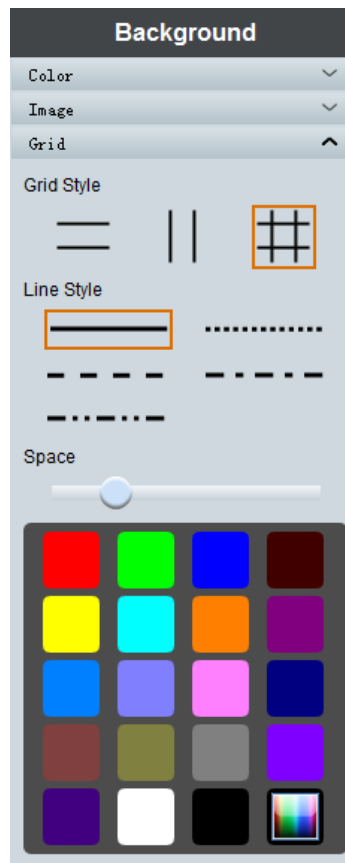 Background
Color
Image
Grid
Grid Style
Line Style
Space